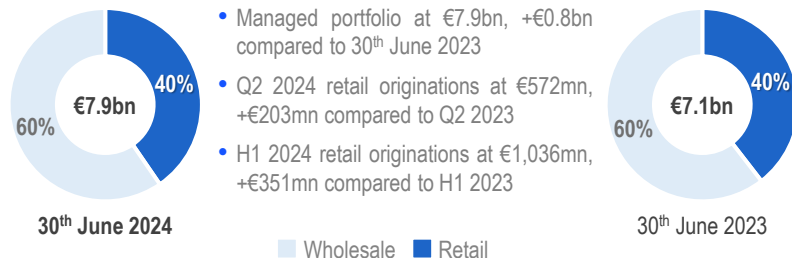 40%
€7.9bn
60%
30th June 2024
• Managed portfolio at €7.9bn, +€0.8bn
compared to 30th June 2023
• Q2 2024 retail originations at €572mn,
+€203mn compared to Q2 2023
• H1 2024 retail originations at €1,036mn,
+€351mn compared to H1 2023
40%
€7.1bn
60%
30th June 2023
Wholesale Retail